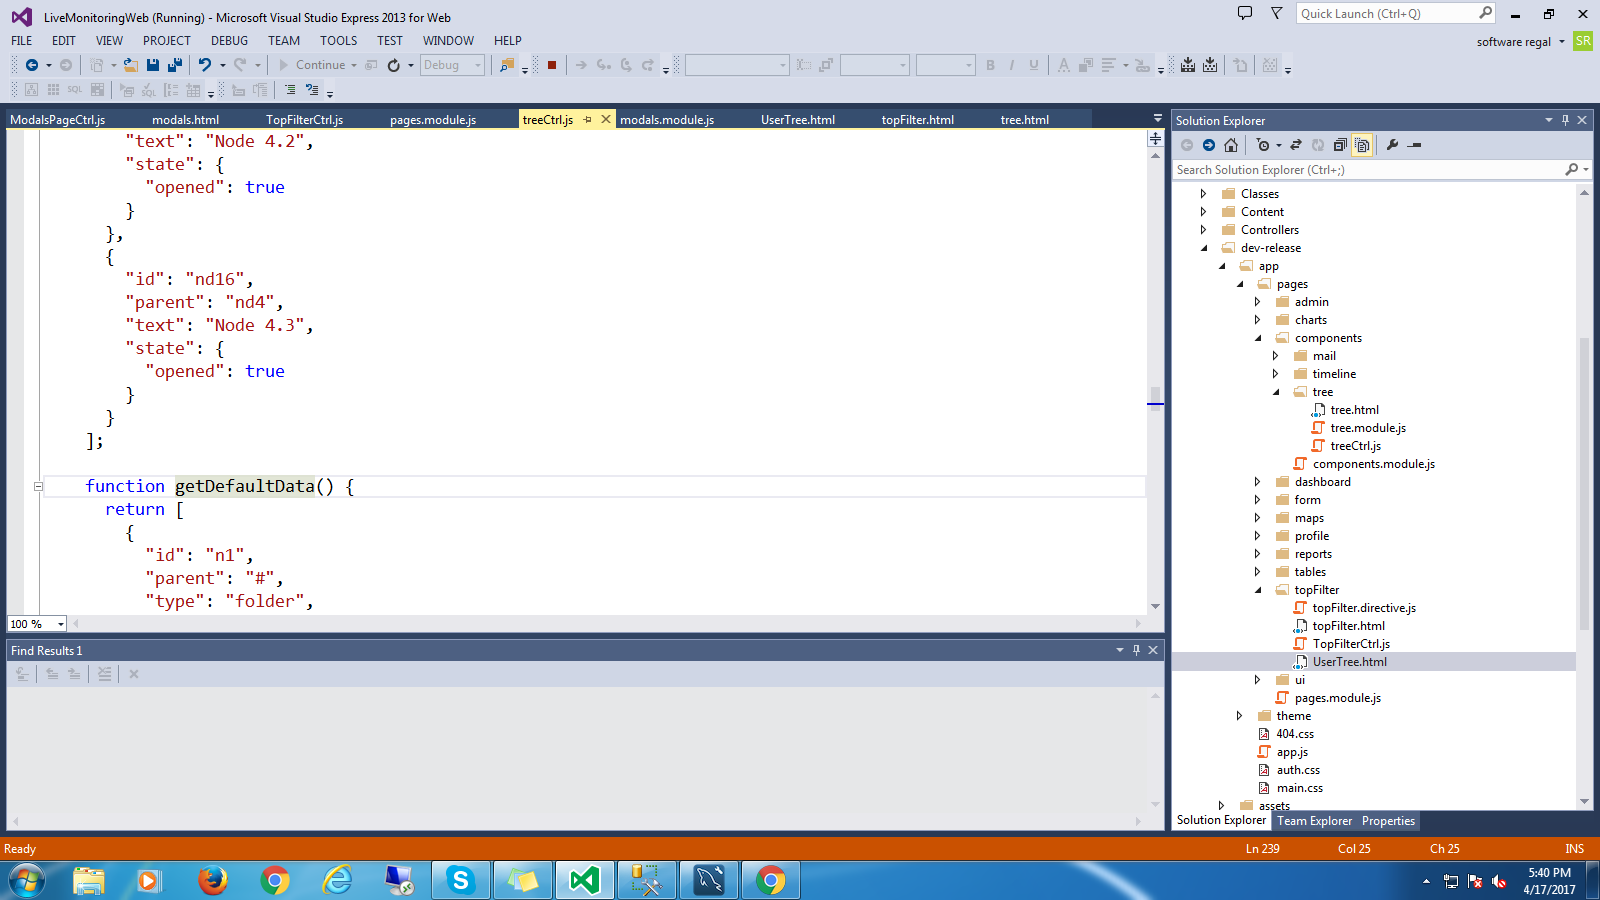 LiveMonitoringWeb (Running) - Microsoft Visual Studio Express 2013 for Web
Quick Launch (Ctrl+Q)
FILE EDIT VIEW PROJECT DEBUG TEAM TOOLS TEST WINDOW HELP
software regal SR
Continue Debug
B I U A
SQL SQL
ModalsPageCtrl.js modals.html TopFilterCtrl.js pages.module.js treeCtrl.js modals.module.js UserTree.html topFilter.html tree.html
"text": "Node 4.2",
"state": {
"opened": true
}
},
{
"id": "nd16",
"parent": "nd4",
"text": "Node 4.3",
"state": {
"opened": true
}
}
];
function getDefaultData() {
return [
{
"id": "n1",
"parent": "#",
"type": "folder",
100 %
Find Results 1
Solution Explorer
Search Solution Explorer (Ctrl+;)
Classes
Content
Controllers
dev-release
app
pages
admin
charts
components
mail
timeline
tree
tree.html
tree.module.js
treeCtrl.js
components.module.js
dashboard
form
maps
profile
reports
tables
topFilter
topFilter.directive.js
topFilter.html
TopFilterCtrl.js
UserTree.html
ui
pages.module.js
theme
404.css
app.js
auth.css
main.css
assets
Solution Explorer Team Explorer Properties
Ready Ln 239 Col 25 Ch 25 INS
5:40 PM
4/17/2017